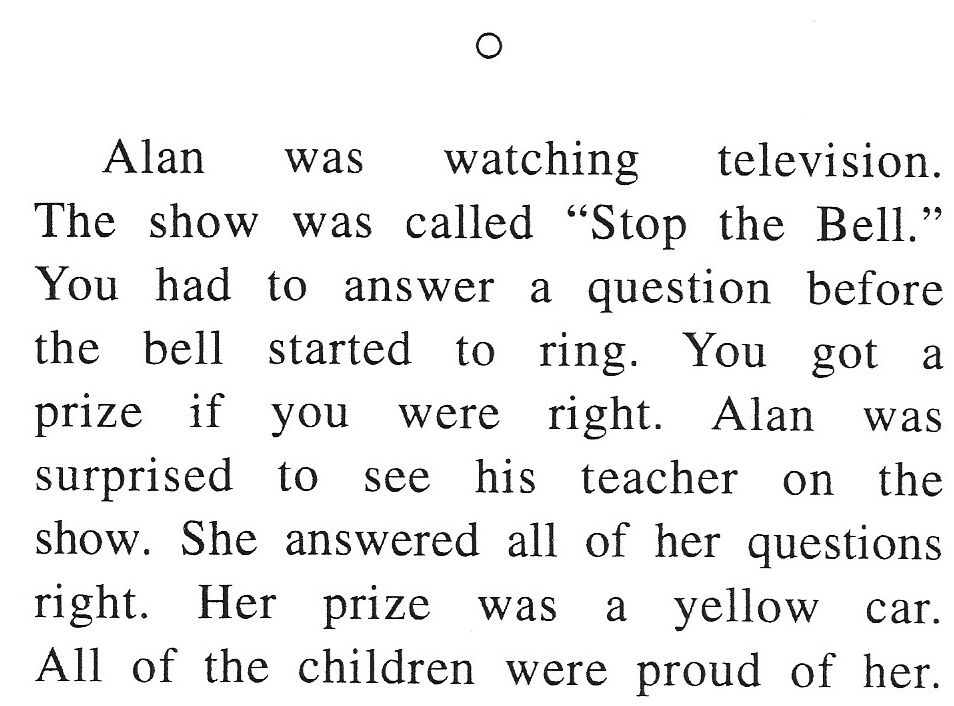 Alan was watching television.
The show was called “Stop the Bell.”
You had to answer a question before
the bell started to ring. You got a
prize if you were right. Alan was
surprised to see his teacher on the
show. She answered all of her questions
right. Her prize was a yellow car.
All of the children were proud of her.